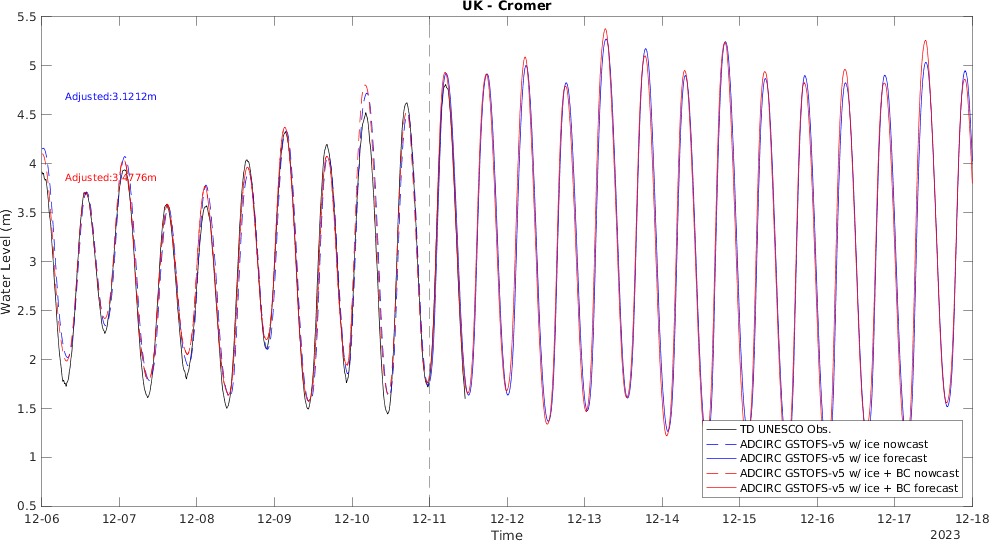 UK - Cromer
5.5
5
4.5
4
3.5
3
2.5
2
1.5
1
0.5
Water Level (m)
Adjusted:3.1212m
Adjusted:3.4776m
TD UNESCO Obs.
ADCIRC GSTOFS-v5 w/ ice nowcast
ADCIRC GSTOFS-v5 w/ ice forecast
ADCIRC GSTOFS-v5 w/ ice + BC nowcast
ADCIRC GSTOFS-v5 w/ ice + BC forecast
12-06 12-07 12-08 12-09 12-10 12-11 12-12 12-13 12-14 12-15 12-16 12-17 12-18
Time
2023